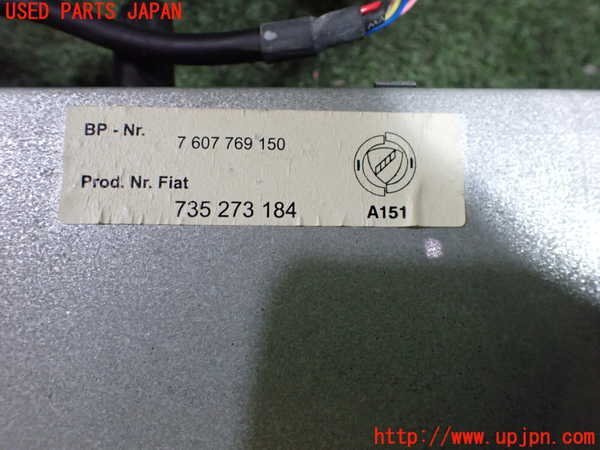 USED PARTS JAPAN
BP - Nr. 7 607 769 150
Prod. Nr. Fiat
735 273 184 A151
http://www.upjpn.com/